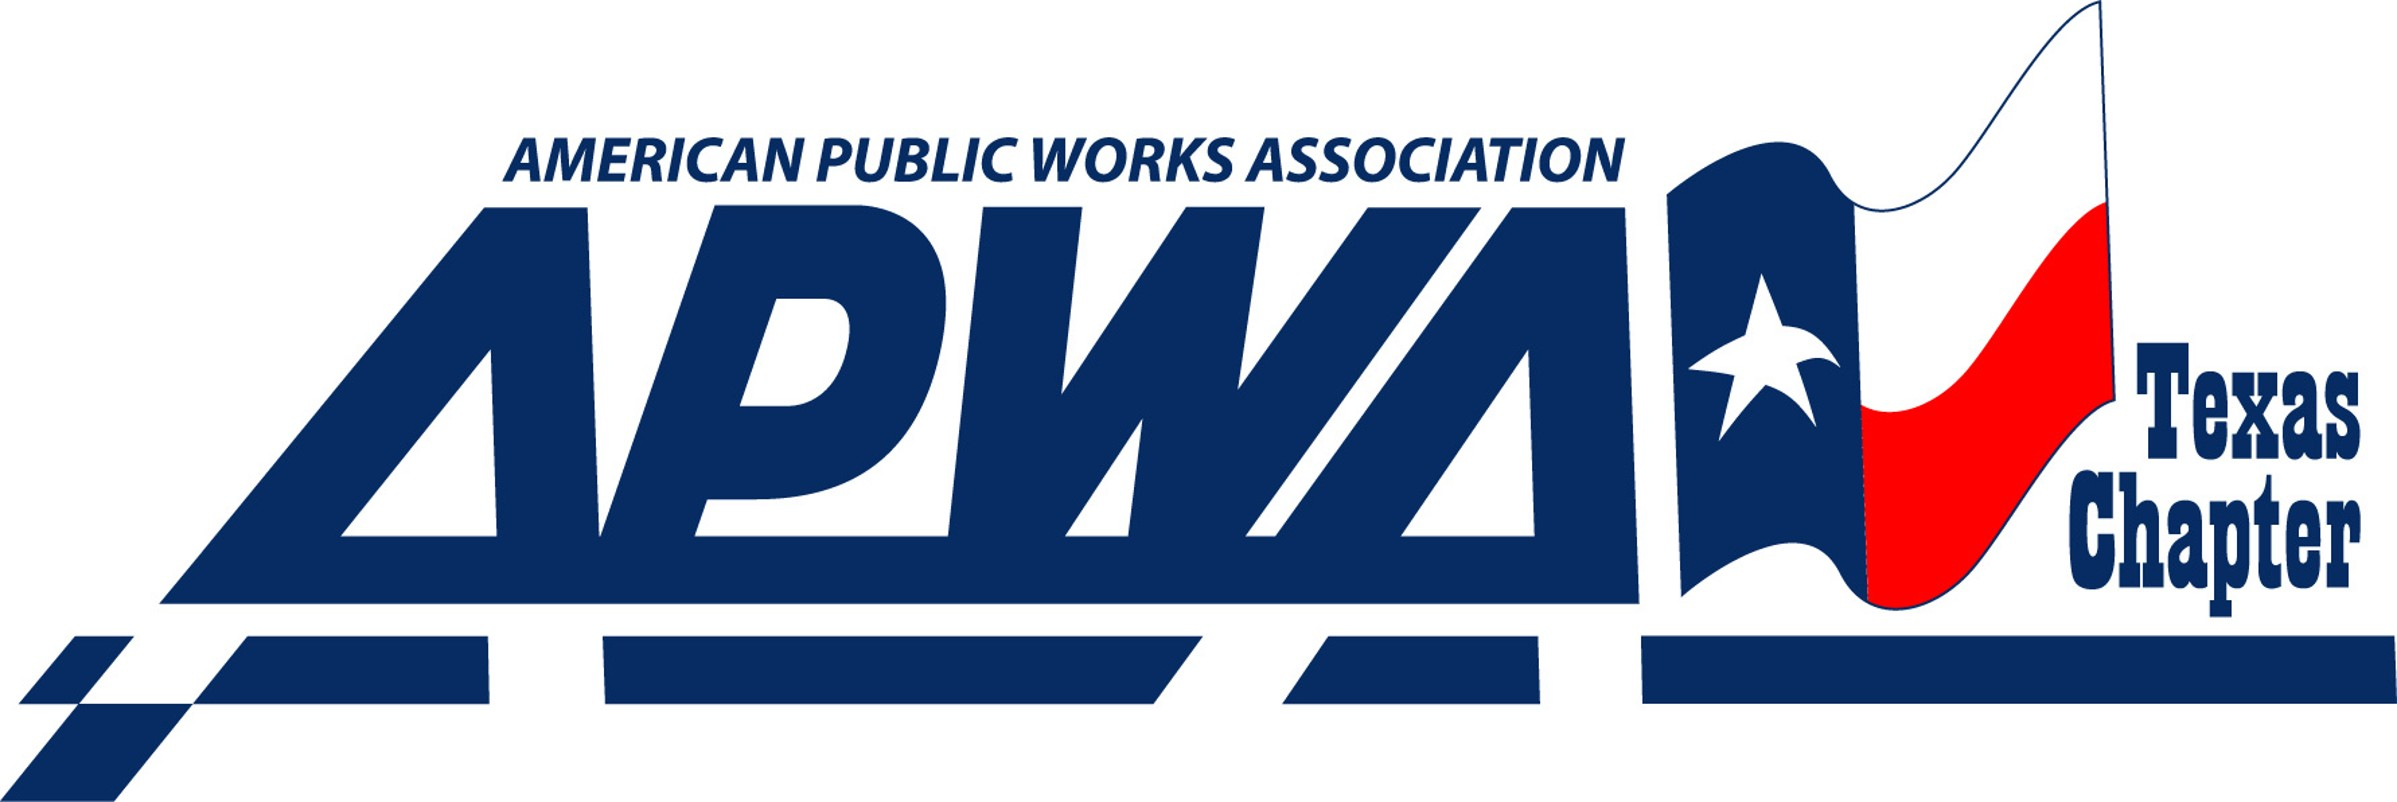 AMERICAN PUBLIC WORKS ASSOCIATION
APWA
Texas
Chapter